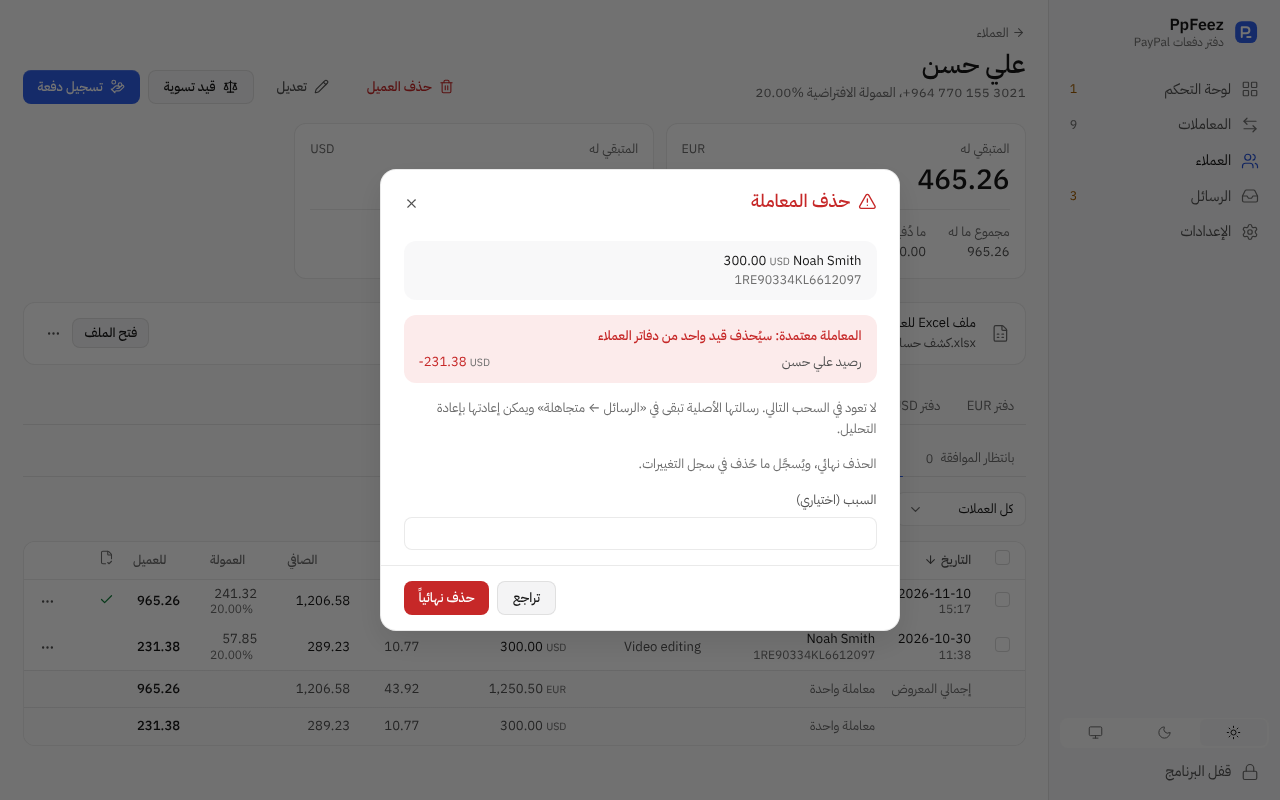 PpFeez
دفتر دفعات PayPal
لوحة التحكم 1
المعاملات 9
العملاء
الرسائل 3
الإعدادات
قفل البرنامج
العملاء →
علي حسن
+964 770 155 3021، العمولة الافتراضية 20.00%
حذف العميل
تعديل
قيد تسوية
تسجيل دفعة
المتبقي له EUR
465.26
مجموع ما له
965.26
المتبقي له USD
ملف Excel
.xlsx
فتح الملف
دفتر EUR
دفتر
بانتظار الموافقة 0
كل العملات
حذف المعاملة
300.00 USD Noah Smith
1RE90334KL6612097
المعاملة معتمدة: سيُحذف قيد واحد من دفاتر العملاء
رصيد علي حسن -231.38 USD
لا تعود في السحب التالي. رسالتها الأصلية تبقى في «الرسائل ← متجاهلة» ويمكن إعادتها بإعادة
التحليل.
الحذف نهائي، ويُسجَّل ما حُذف في سجل التغييرات.
السبب (اختياري)
تراجع
حذف نهائياً
التاريخ ↓ الصافي العمولة للعميل
2026-11-10 1,206.58 241.32 965.26
15:17 20.00%
2026-10-30 Noah Smith Video editing 300.00 USD 10.77 289.23 57.85 231.38
11:38 1RE90334KL6612097 20.00%
إجمالي المعروض معاملة واحدة 1,250.50 EUR 43.92 1,206.58 965.26
معاملة واحدة 300.00 USD 10.77 289.23 231.38